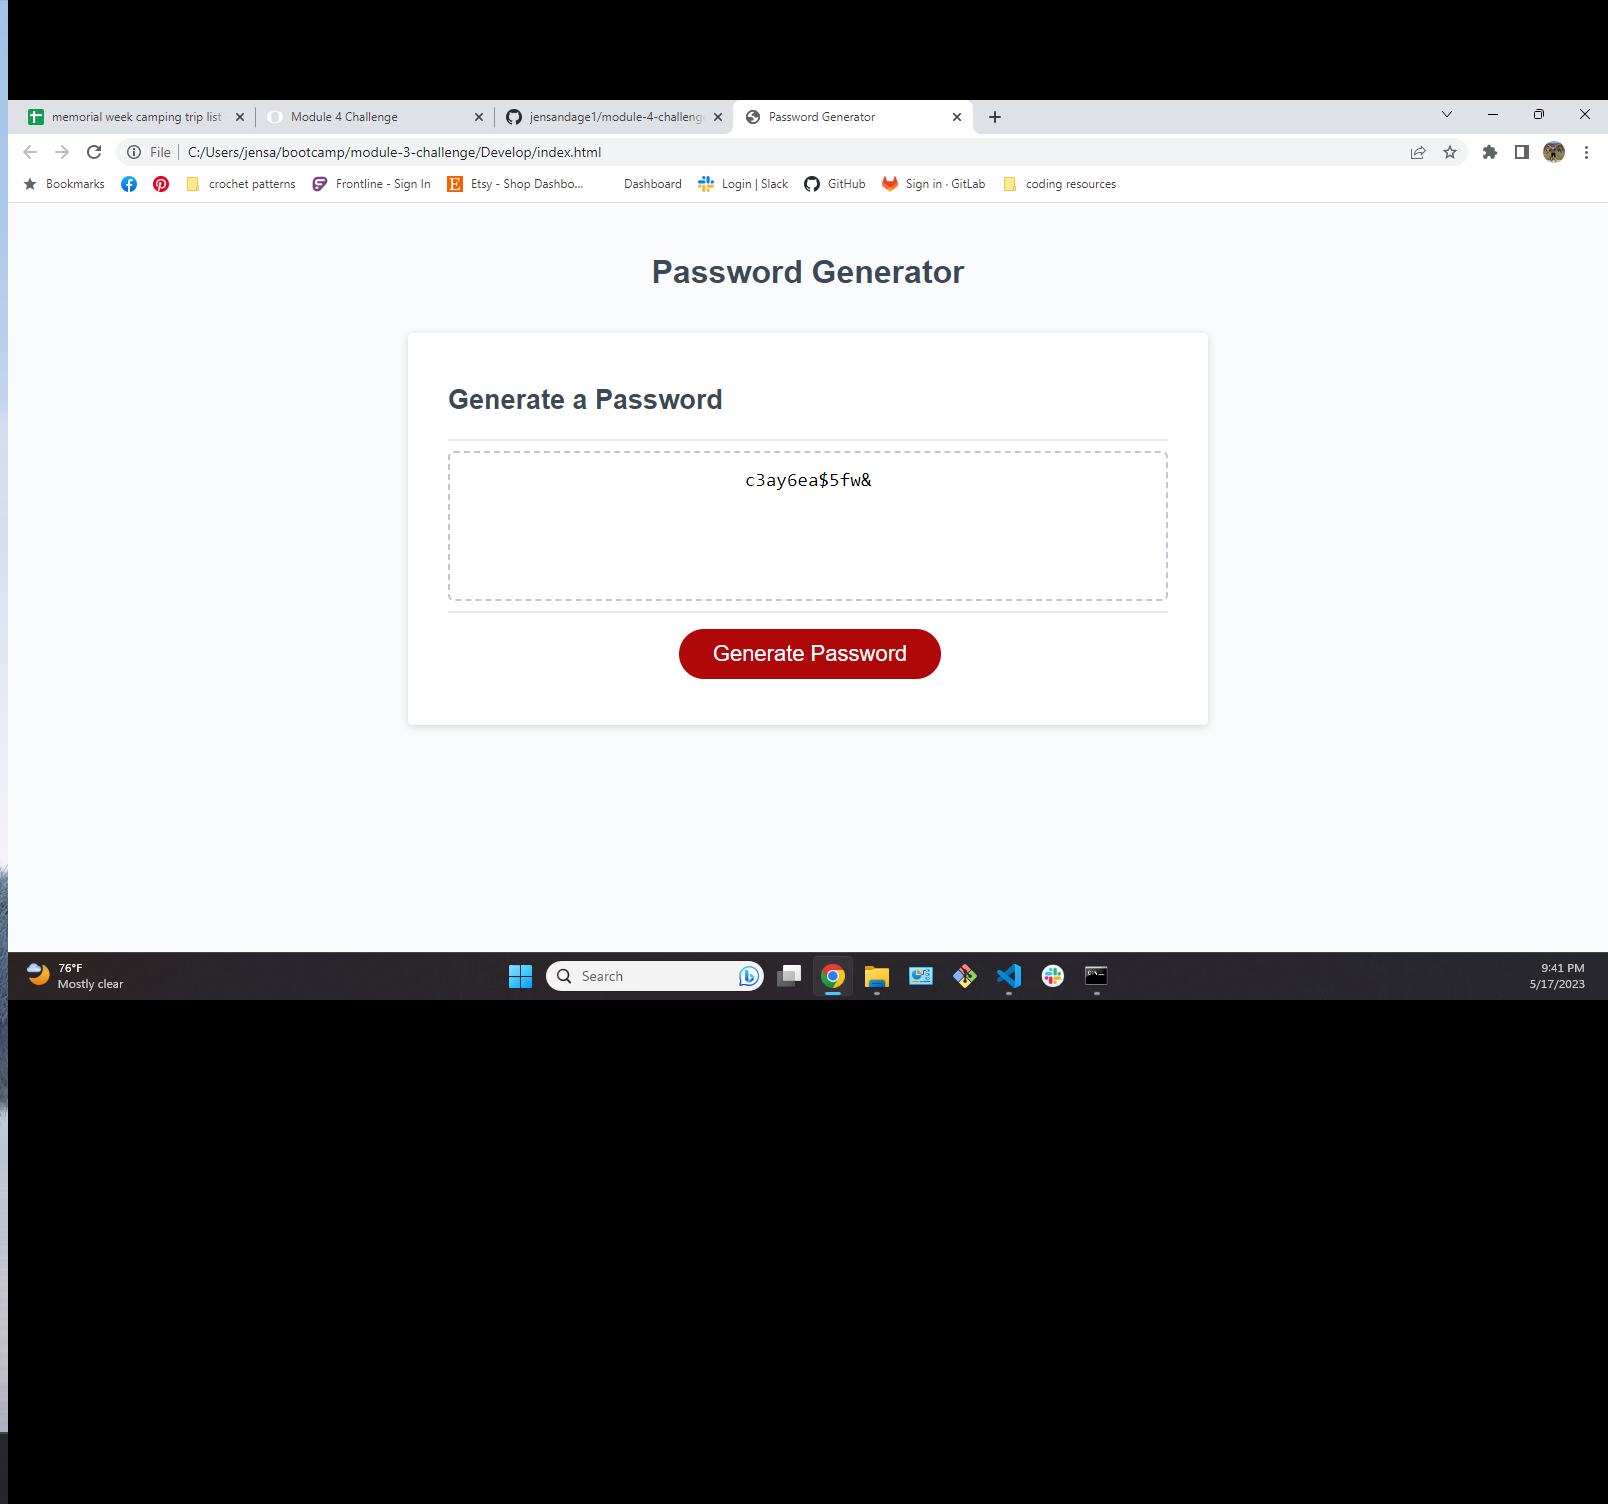 memorial week camping trip list
Module 4 Challenge
jensandage1/module-4-challeng
Password Generator
File
C:/Users/jensa/bootcamp/module-3-challenge/Develop/index.html
Bookmarks
crochet patterns
Frontline - Sign In
Etsy - Shop Dashbo...
Dashboard
Login | Slack
GitHub
Sign in · GitLab
coding resources
Password Generator
Generate a Password
c3ay6ea$5fw&
Generate Password
76°F
Mostly clear
Search
9:41 PM
5/17/2023